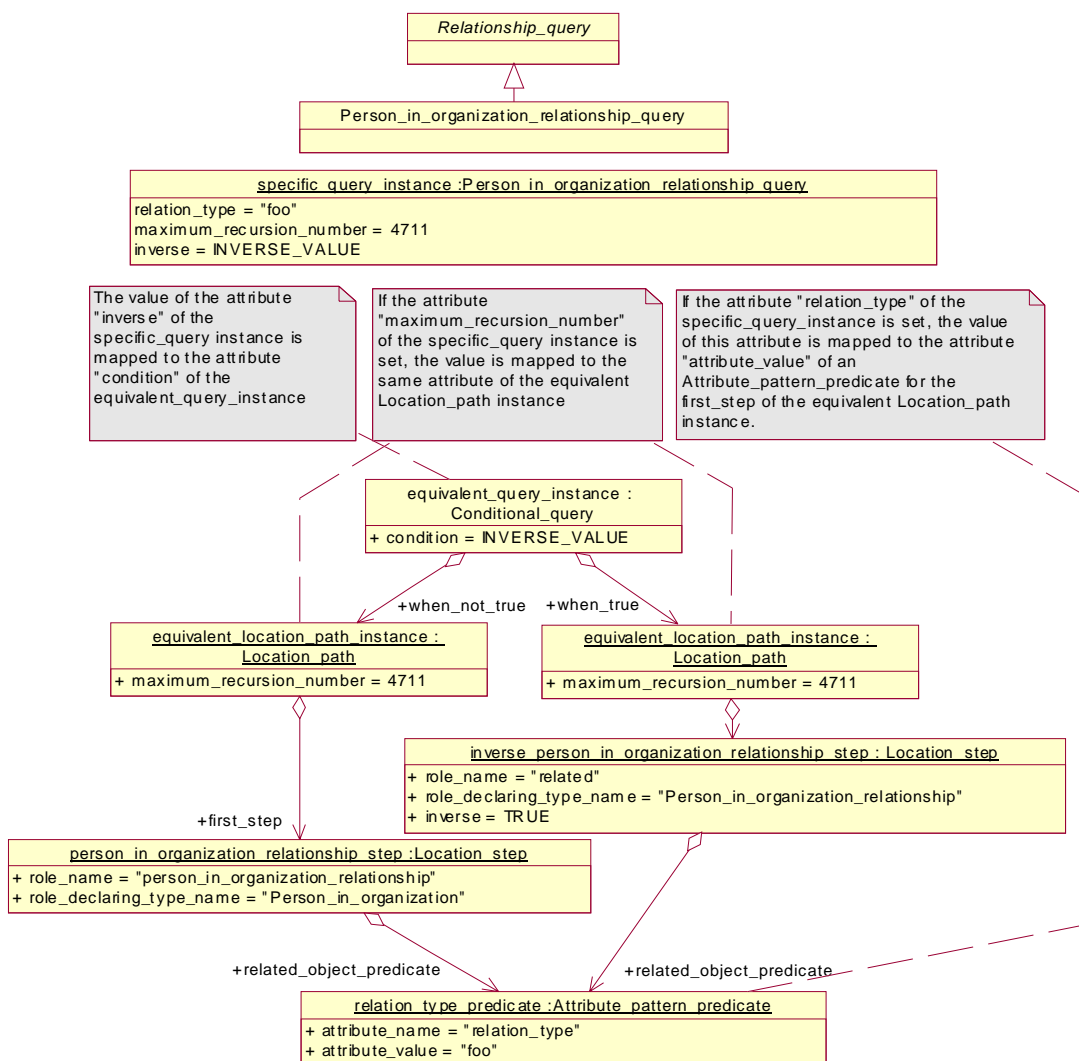 Relationship_query
Person_in_organization_relationship_query
specific_query_instance :Person_in_organization_relationship_query
relation_type = "foo"
maximum_recursion_number = 4711
inverse = INVERSE_VALUE
The value of the attribute
"inverse" of the
specific_query instance is
mapped to the attribute
"condition" of the
equivalent_query_instance
If the attribute
"maximum_recursion_number"
of the specific_query instance is
set, the value is mapped to the
same attribute of the equivalent
Location_path instance
If the attribute "relation_type" of the
specific_query_instance is set, the value
of this attribute is mapped to the attribute
"attribute_value" of an
Attribute_pattern_predicate for the
first_step of the equivalent Location_path
instance.
equivalent_query_instance :
Conditional_query
+ condition = INVERSE_VALUE
+when_not_true
+when_true
equivalent_location_path_instance :
Location_path
+ maximum_recursion_number = 4711
equivalent_location_path_instance :
Location_path
+ maximum_recursion_number = 4711
inverse_person_in_organization_relationship_step : Location_step
+ role_name = "related"
+ role_declaring_type_name = "Person_in_organization_relationship"
+ inverse = TRUE
+first_step
person_in_organization_relationship_step :Location_step
+ role_name = "person_in_organization_relationship"
+ role_declaring_type_name = "Person_in_organization"
+related_object_predicate
+related_object_predicate
relation_type_predicate :Attribute_pattern_predicate
+ attribute_name = "relation_type"
+ attribute_value = "foo"